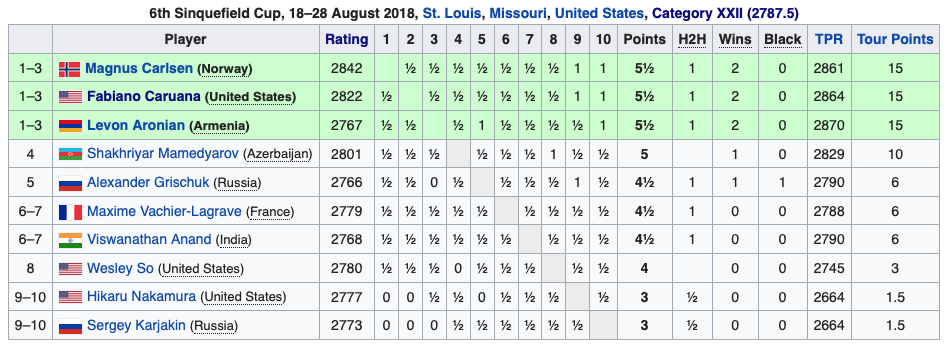 6th Sinquefield Cup, 18–28 August 2018, St. Louis, Missouri, United States, Category XXII (2787.5)
Player Rating 1 2 3 4 5 6 7 8 9 10 Points H2H Wins Black TPR Tour Points
1–3 Magnus Carlsen (Norway) 2842 ½ ½ ½ ½ ½ ½ ½ 1 1 5½ 1 2 0 2861 15
1–3 Fabiano Caruana (United States) 2822 ½ ½ ½ ½ ½ ½ ½ 1 1 5½ 1 2 0 2864 15
1–3 Levon Aronian (Armenia) 2767 ½ ½ ½ 1 ½ ½ ½ ½ 1 5½ 1 2 0 2870 15
4 Shakhriyar Mamedyarov (Azerbaijan) 2801 ½ ½ ½ ½ ½ ½ 1 ½ ½ 5 1 0 2829 10
5 Alexander Grischuk (Russia) 2766 ½ ½ 0 ½ ½ ½ ½ 1 ½ 4½ 1 1 1 2790 6
6–7 Maxime Vachier-Lagrave (France) 2779 ½ ½ ½ ½ ½ ½ ½ ½ ½ 4½ 1 0 0 2788 6
6–7 Viswanathan Anand (India) 2768 ½ ½ ½ ½ ½ ½ ½ ½ ½ 4½ 1 0 0 2790 6
8 Wesley So (United States) 2780 ½ ½ ½ 0 ½ ½ ½ ½ ½ 4 0 0 2745 3
9–10 Hikaru Nakamura (United States) 2777 0 0 ½ ½ 0 ½ ½ ½ ½ 3 ½ 0 0 2664 1.5
9–10 Sergey Karjakin (Russia) 2773 0 0 0 ½ ½ ½ ½ ½ ½ 3 ½ 0 0 2664 1.5